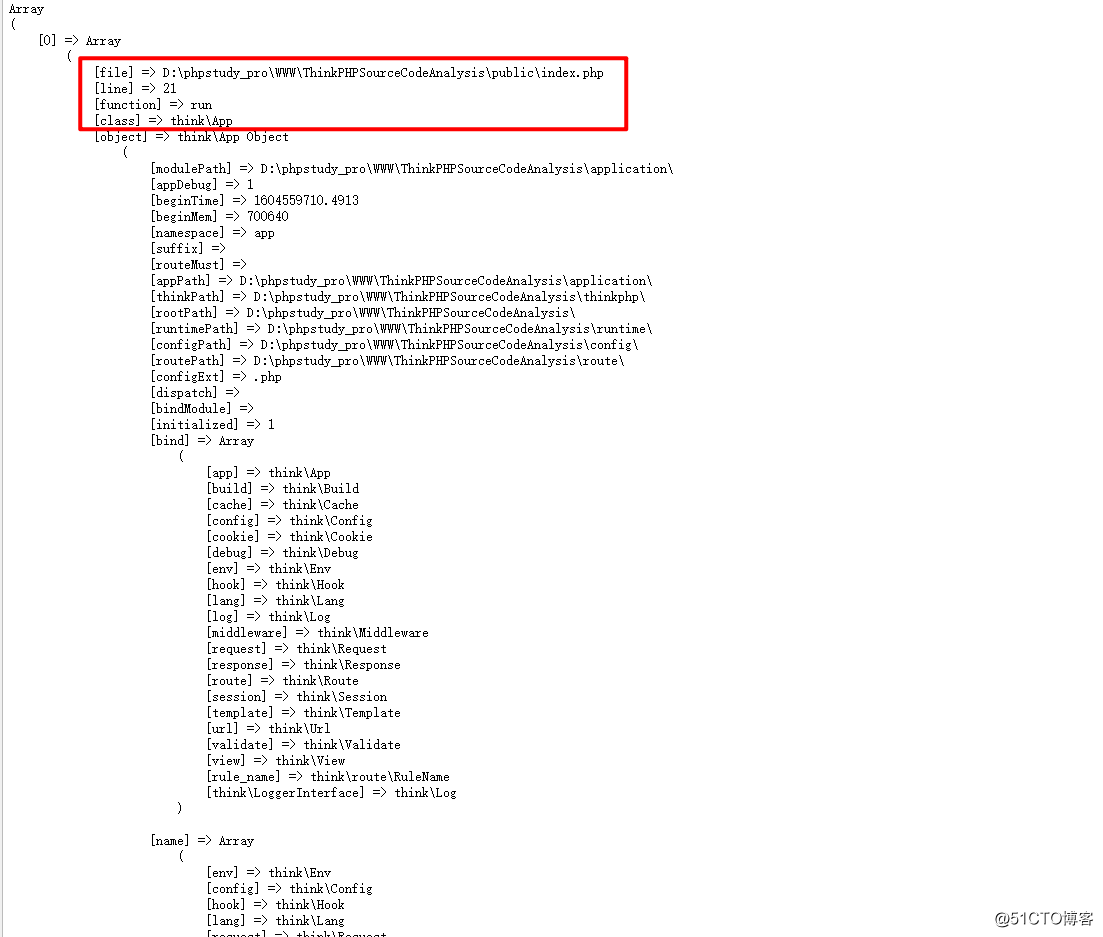 Array
(
    [0] => Array
        (
            [file] => D:\phpstudy_pro\WWW\ThinkPHPSourceCodeAnalysis\public\index.php
            [line] => 21
            [function] => run
            [class] => think\App
            [object] => think\App Object
                (
                    [modulePath] => D:\phpstudy_pro\WWW\ThinkPHPSourceCodeAnalysis\application\
                    [appDebug] => 1
                    [beginTime] => 1604559710.4913
                    [beginMem] => 700640
                    [namespace] => app
                    [suffix] =>
                    [routeMust] =>
                    [appPath] => D:\phpstudy_pro\WWW\ThinkPHPSourceCodeAnalysis\application\
                    [thinkPath] => D:\phpstudy_pro\WWW\ThinkPHPSourceCodeAnalysis\thinkphp\
                    [rootPath] => D:\phpstudy_pro\WWW\ThinkPHPSourceCodeAnalysis\
                    [runtimePath] => D:\phpstudy_pro\WWW\ThinkPHPSourceCodeAnalysis\runtime\
                    [configPath] => D:\phpstudy_pro\WWW\ThinkPHPSourceCodeAnalysis\config\
                    [routePath] => D:\phpstudy_pro\WWW\ThinkPHPSourceCodeAnalysis\route\
                    [configExt] => .php
                    [dispatch] =>
                    [bindModule] =>
                    [initialized] => 1
                    [bind] => Array
                        (
                            [app] => think\App
                            [build] => think\Build
                            [cache] => think\Cache
                            [config] => think\Config
                            [cookie] => think\Cookie
                            [debug] => think\Debug
                            [env] => think\Env
                            [hook] => think\Hook
                            [lang] => think\Lang
                            [log] => think\Log
                            [middleware] => think\Middleware
                            [request] => think\Request
                            [response] => think\Response
                            [route] => think\Route
                            [session] => think\Session
                            [template] => think\Template
                            [url] => think\Url
                            [validate] => think\Validate
                            [view] => think\View
                            [rule_name] => think\route\RuleName
                            [think\LoggerInterface] => think\Log
                        )

                    [name] => Array
                        (
                            [env] => think\Env
                            [config] => think\Config
                            [hook] => think\Hook
                            [lang] => think\Lang
                            [request] => think\Request
@51CTO博客